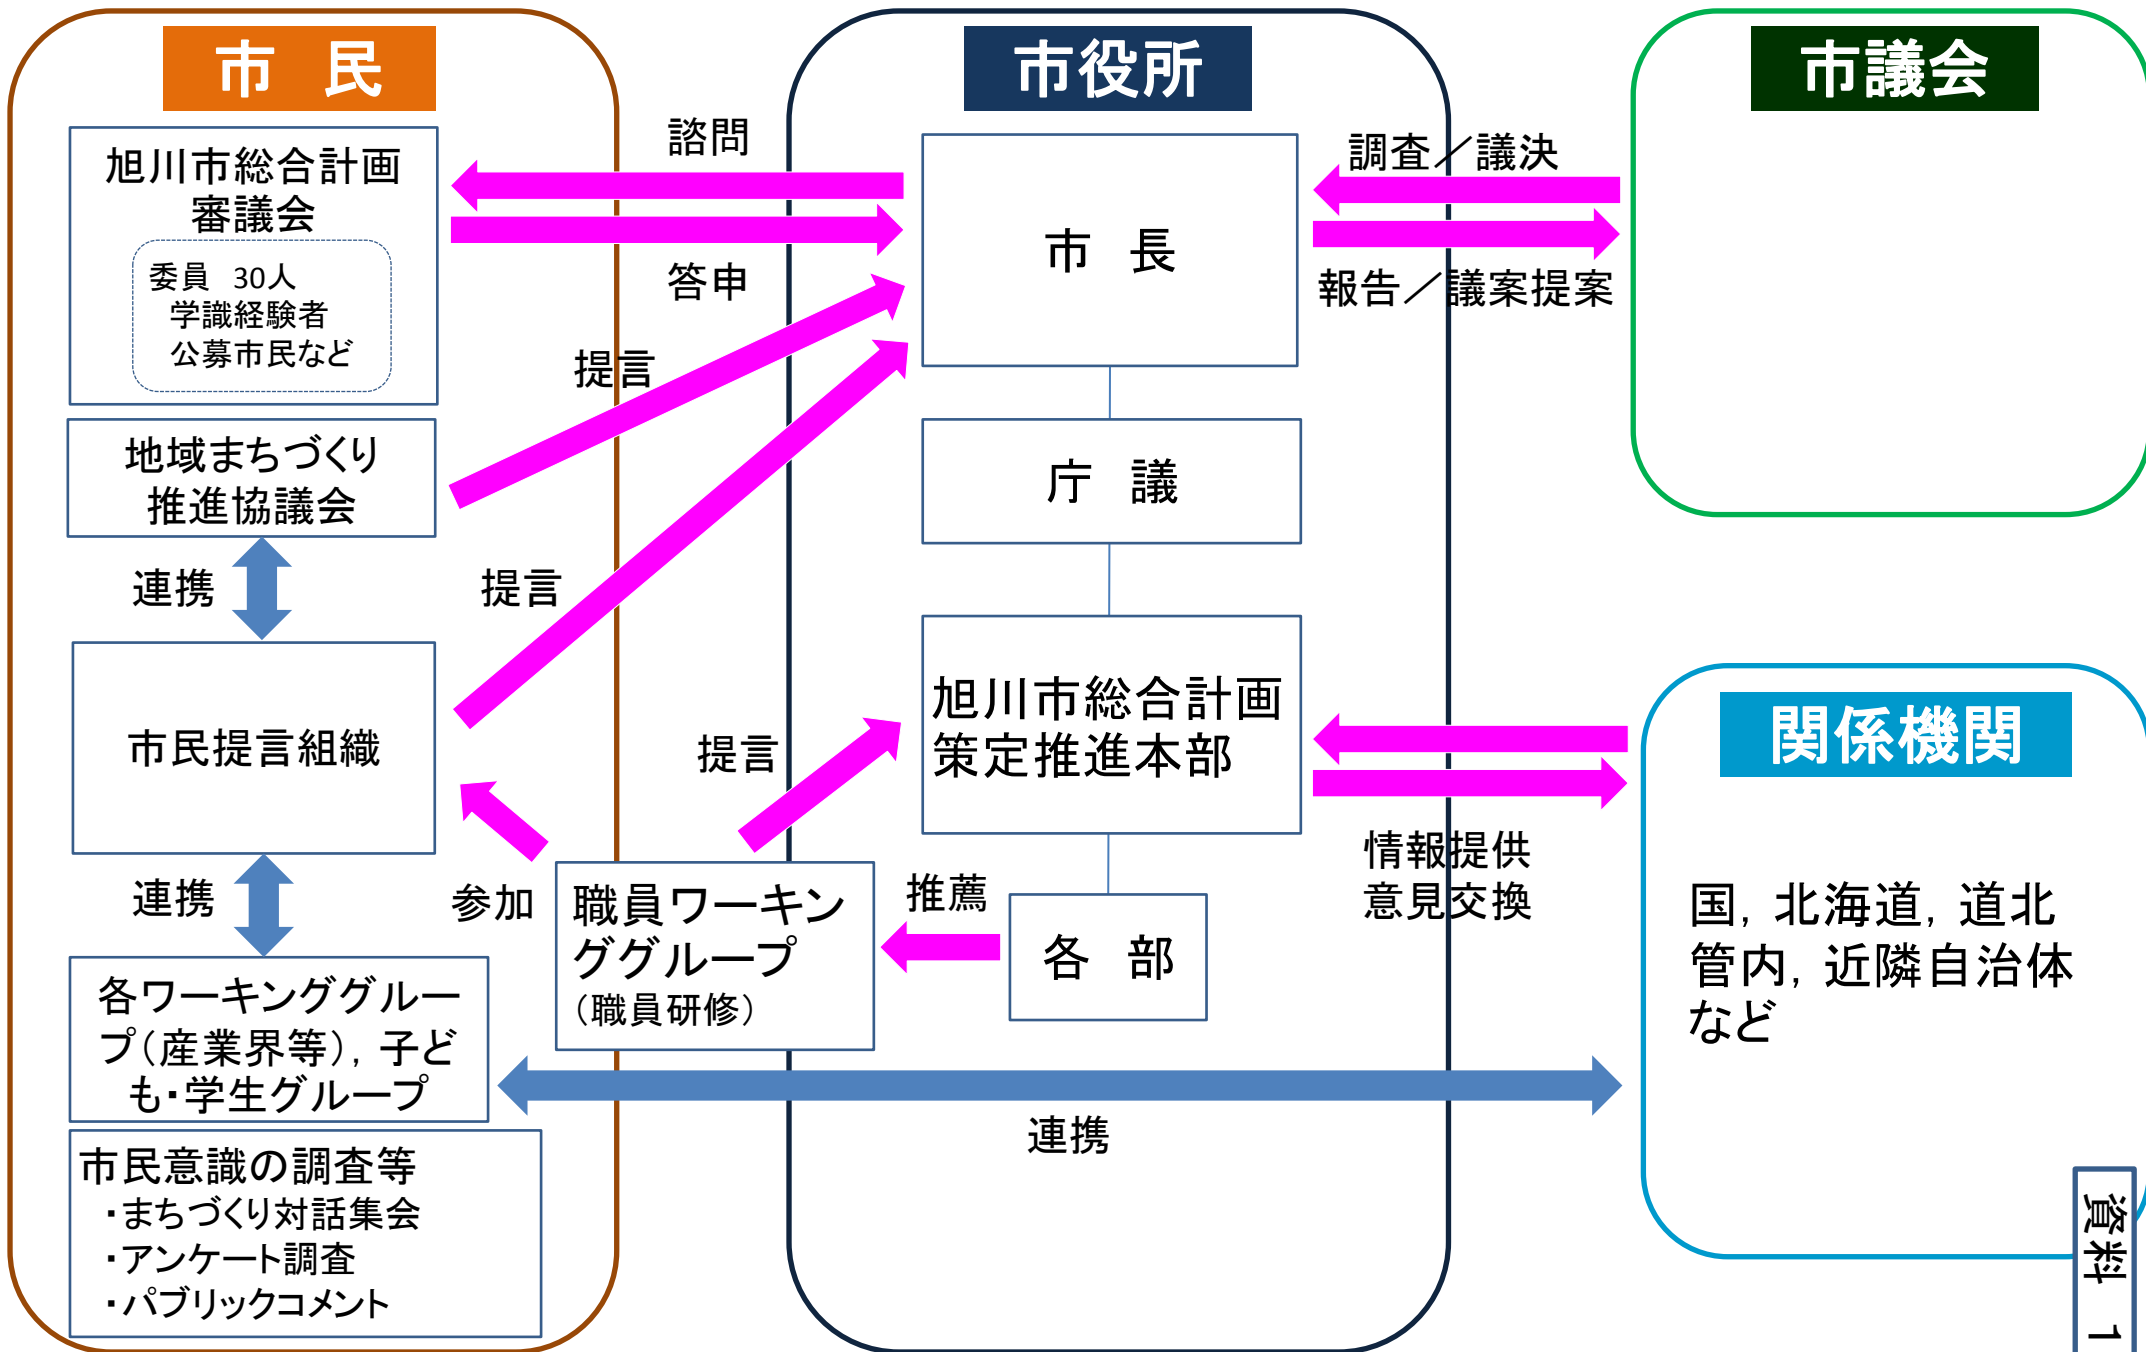 市　民
旭川市総合計画
審議会
委員　30人
学識経験者
公募市民など
地域まちづくり
推進協議会
連携
市民提言組織
連携
各ワーキンググルー
プ（産業界等），子ど
も・学生グループ
市民意識の調査等
・まちづくり対話集会
・アンケート調査
・パブリックコメント
諮問
答申
提言
提言
提言
参加
職員ワーキン
ググループ
（職員研修）
推薦
市役所
市　長
庁　議
旭川市総合計画
策定推進本部
各　部
連携
調査／議決
報告／議案提案
情報提供
意見交換
市議会
関係機関
国，北海道，道北
管内，近隣自治体
など
資料　1